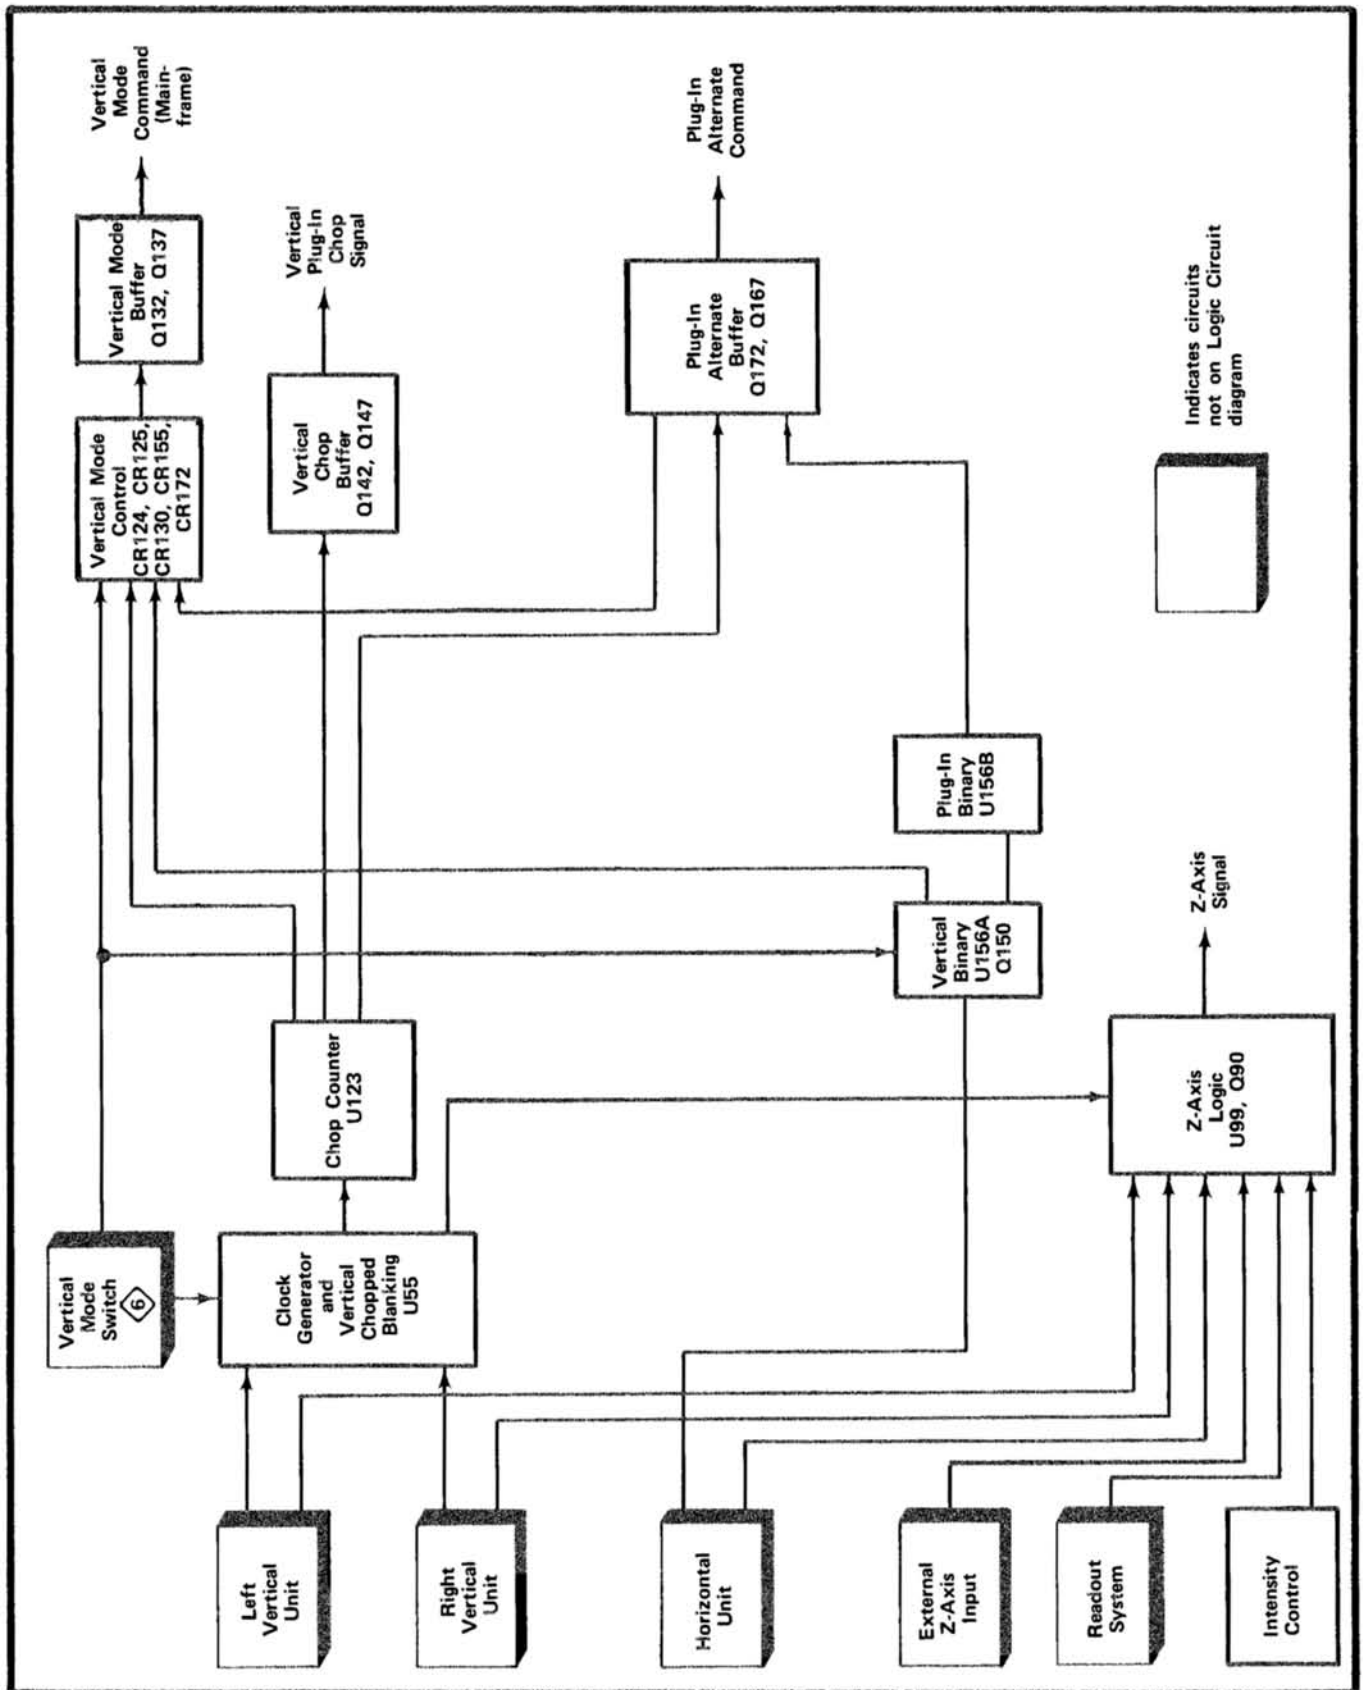 Vertical
Mode
Switch
6
Left
Vertical
Unit
Right
Vertical
Unit
Horizontal
Unit
External
Z-Axis
Input
Readout
System
Intensity
Control
Clock
Generator
and
Vertical
Chopped
Blanking
U55
Chop Counter
U123
Vertical
Binary
U156A
Q150
Plug-In
Binary
U156B
Z-Axis
Logic
U99, Q90
Z-Axis
Signal
Vertical Mode
Control
CR124, CR125,
CR130, CR155,
CR172
Vertical Mode
Buffer
Q132, Q137
Vertical
Mode
Command
(Main-
frame)
Vertical
Chop
Buffer
Q142, Q147
Vertical
Plug-In
Chop
Signal
Plug-In
Alternate
Buffer
Q172, Q167
Plug-In
Alternate
Command
Indicates circuits
not on Logic Circuit
diagram